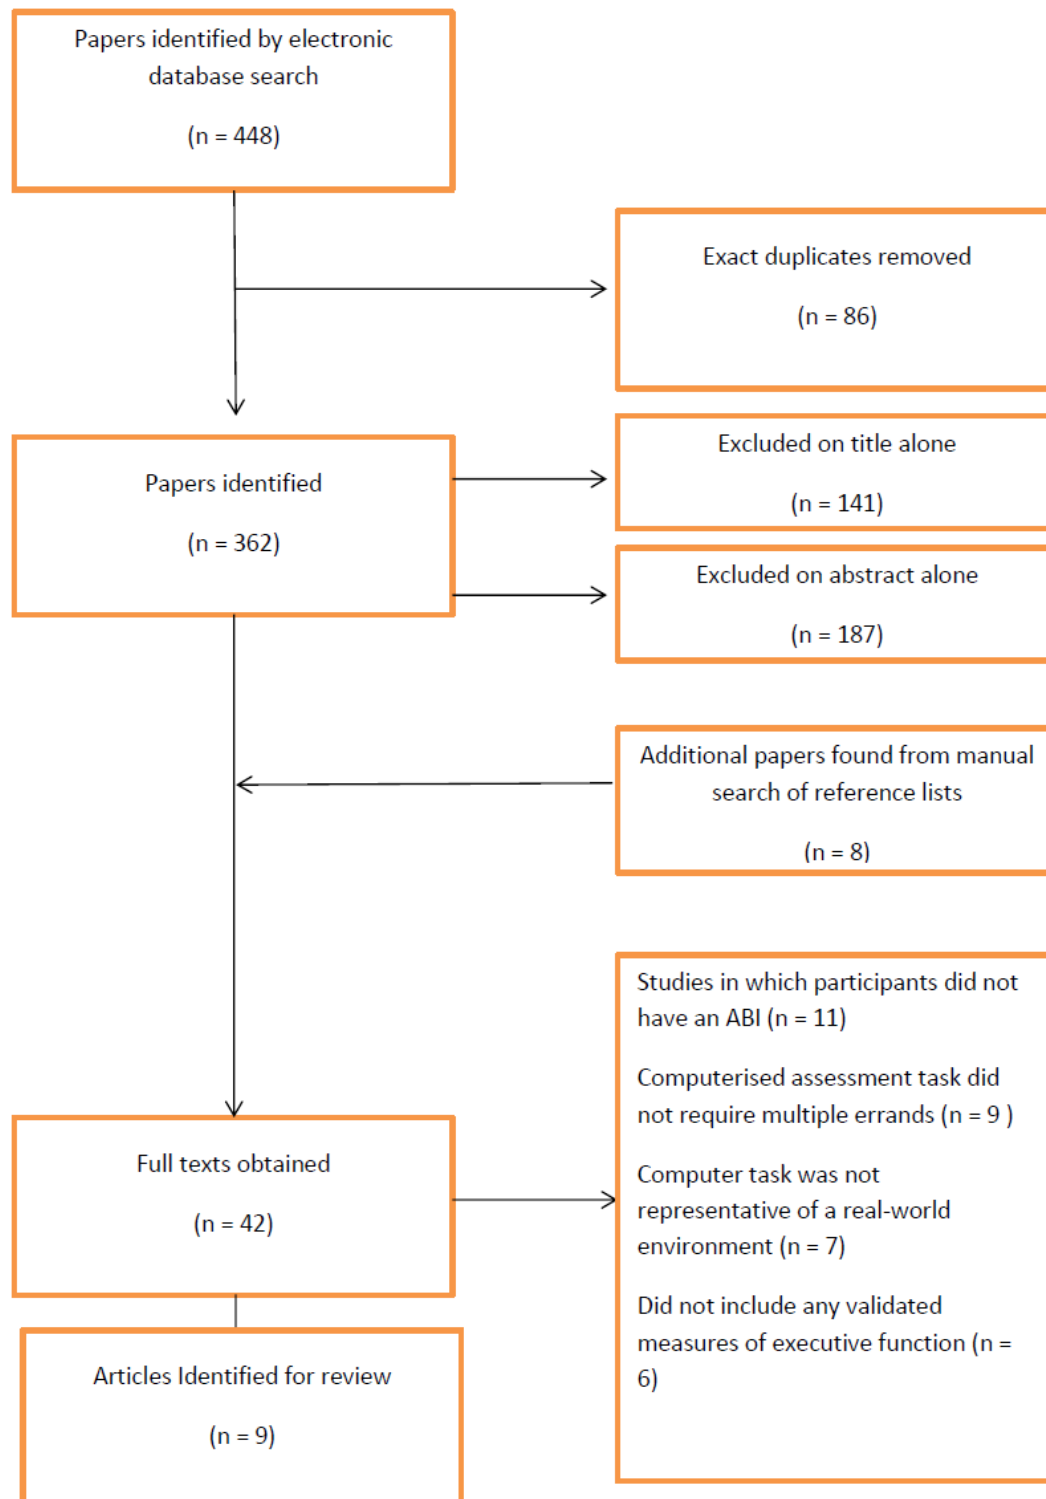 Papers identified by electronic
database search
(n = 448)
Exact duplicates removed
(n = 86)
Papers identified
(n = 362)
Excluded on title alone
(n = 141)
Excluded on abstract alone
(n = 187)
Additional papers found from manual
search of reference lists
(n = 8)
Full texts obtained
(n = 42)
Studies in which participants did not
have an ABI (n = 11)
Computerised assessment task did
not require multiple errands (n = 9 )
Computer task was not
representative of a real-world
environment (n = 7)
Did not include any validated
measures of executive function (n =
6)
Articles Identified for review
(n = 9)